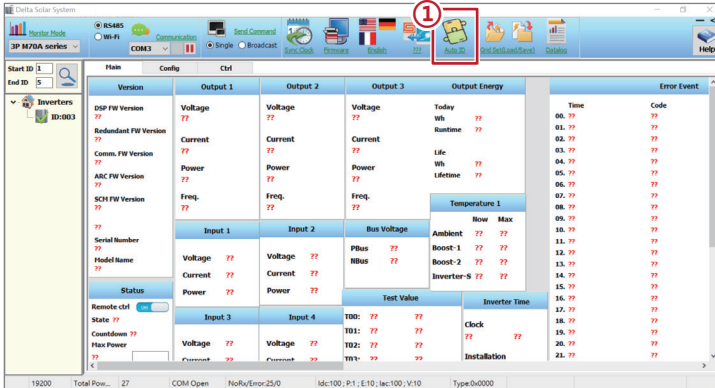 Delta Solar System
1
Monitor Mode
3P M70A series
RS485
Wi-Fi
Communication
COM3
Send Command
Single
Broadcast
Sync Clock
Firmware
English
???
Auto ID
Grid Set(Load/Save)
Datalog
Help
Start ID 1
End ID 5
Main
Config
Ctrl
Inverters
ID:003
Version
DSP FW Version
??
Redundant FW Version
??
Comm. FW Version
??
ARC FW Version
??
SCM FW Version
??
??
Serial Number
??
Model Name
??
Status
Remote ctrl ON
State ??
Countdown ??
Max Power
??
Output 1
Voltage
??
Current
??
Power
??
Freq.
??
Output 2
Voltage
??
Current
??
Power
??
Freq.
??
Output 3
Voltage
??
Current
??
Power
??
Freq.
??
Output Energy
Today
Wh ??
Runtime ??
Life
Wh ??
Lifetime ??
Temperature 1
Now Max
Ambient ?? ??
Boost-1 ?? ??
Boost-2 ?? ??
Inverter-S ?? ??
Input 1
Voltage ??
Current ??
Power ??
Input 2
Voltage ??
Current ??
Power ??
Bus Voltage
PBus ??
NBus ??
Input 3
Voltage ??
Current ??
Input 4
Voltage ??
Current ??
Test Value
T00: ?? ??
T01: ?? ??
T02: ?? ??
T03: ?? ??
Inverter Time
Clock
?? ??
Installation
Error Event
Time Code
00. ?? ??
01. ?? ??
02. ?? ??
03. ?? ??
04. ?? ??
05. ?? ??
06. ?? ??
07. ?? ??
08. ?? ??
09. ?? ??
10. ?? ??
11. ?? ??
12. ?? ??
13. ?? ??
14. ?? ??
15. ?? ??
16. ?? ??
17. ?? ??
18. ?? ??
19. ?? ??
20. ?? ??
21. ?? ??
19200
Total Pow...
27
COM Open
NoRx/Error:25/0
Idc:100 ; P:1 ; E:10 ; Iac:100 ; V:10
Type:0x0000